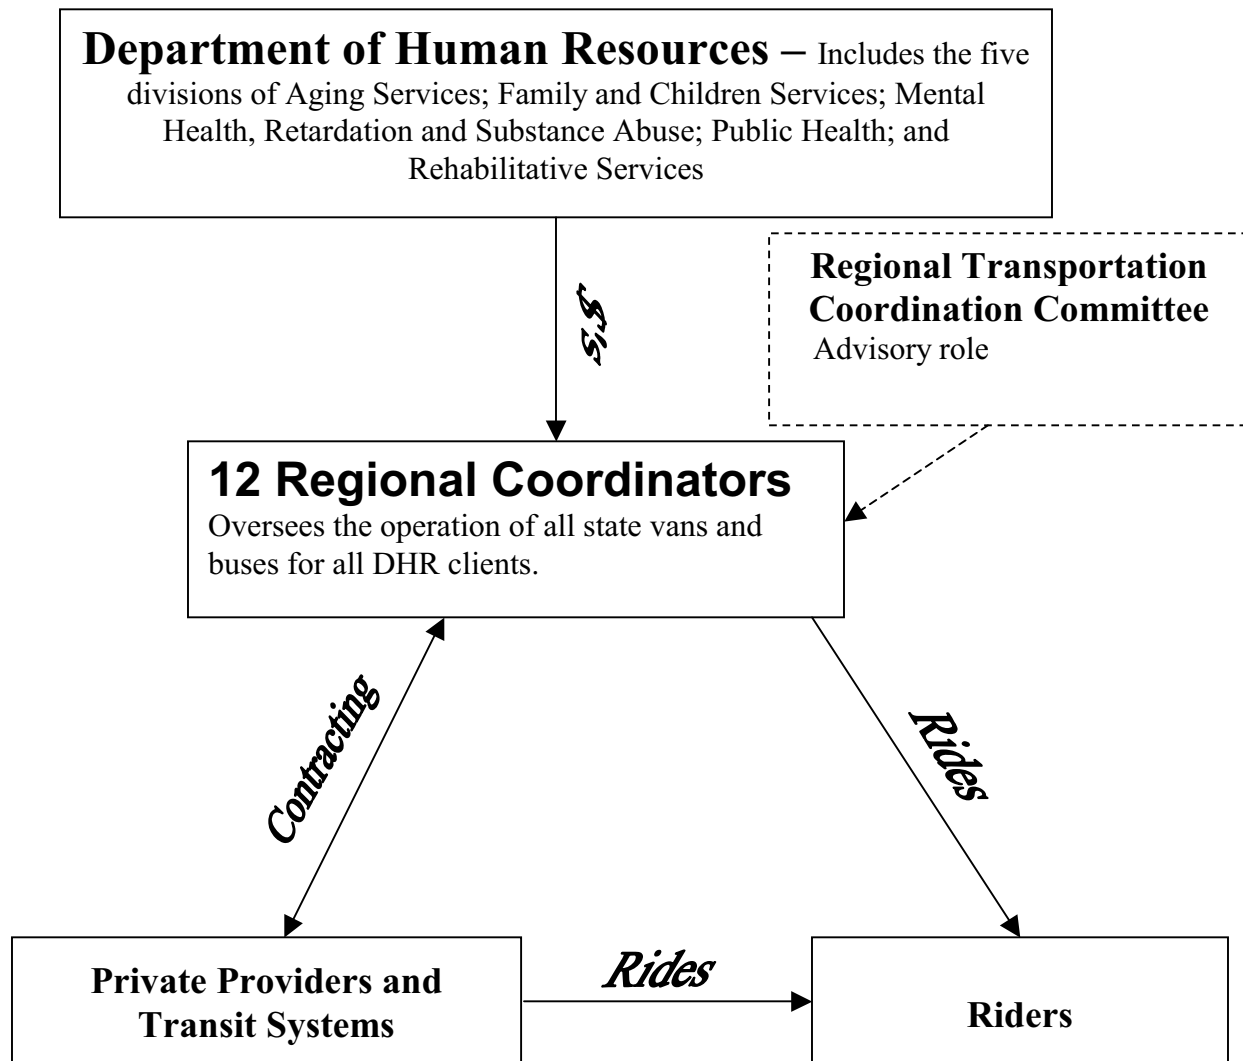 Department of Human Resources – Includes the five
divisions of Aging Services; Family and Children Services; Mental
Health, Retardation and Substance Abuse; Public Health; and
Rehabilitative Services
$'s
Regional Transportation
Coordination Committee
Advisory role
12 Regional Coordinators
Oversees the operation of all state vans and
buses for all DHR clients.
Contracting
Rides
Private Providers and
Transit Systems
Rides
Riders